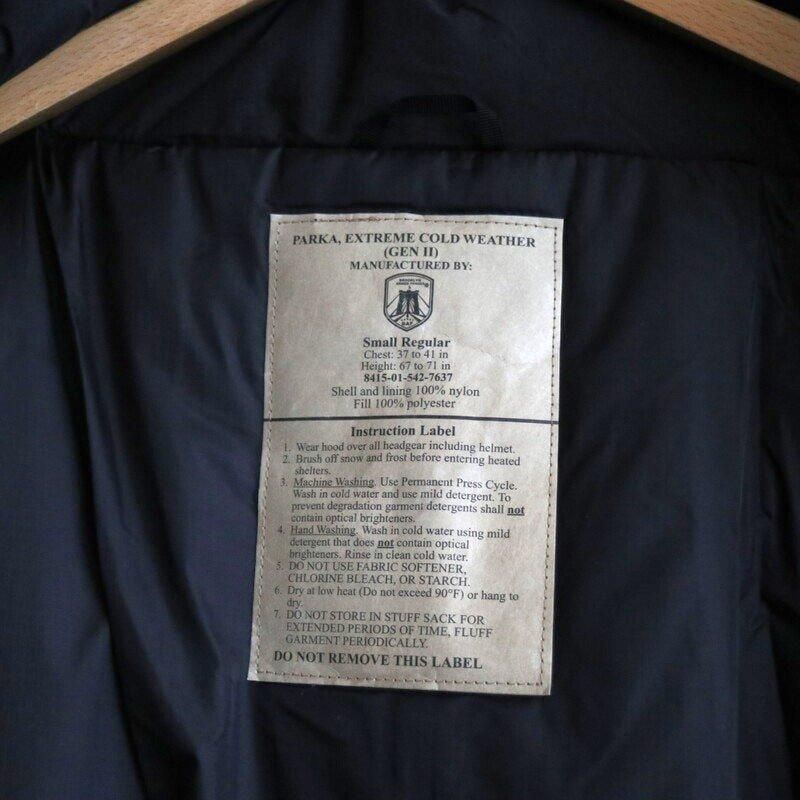 PARKA, EXTREME COLD WEATHER
(GEN II)
MANUFACTURED BY:
BROOKLYN
Small Regular
Chest: 37 to 41 in
Height: 67 to 71 in
8415-01-542-7637
Shell and lining 100% nylon
Fill 100% polyester
Instruction Label
1. Wear hood over all headgear including helmet.
2. Brush off snow and frost before entering heated
shelters.
3. Machine Washing. Use Permanent Press Cycle.
Wash in cold water and use mild detergent. To
prevent degradation garment detergents shall not
contain optical brighteners.
4. Hand Washing. Wash in cold water using mild
detergent that does not contain optical
brighteners. Rinse in clean cold water.
5. DO NOT USE FABRIC SOFTENER,
CHLORINE BLEACH, OR STARCH.
6. Dry at low heat (Do not exceed 90°F) or hang to
dry.
7. DO NOT STORE IN STUFF SACK FOR
EXTENDED PERIODS OF TIME, FLUFF
GARMENT PERIODICALLY.
DO NOT REMOVE THIS LABEL